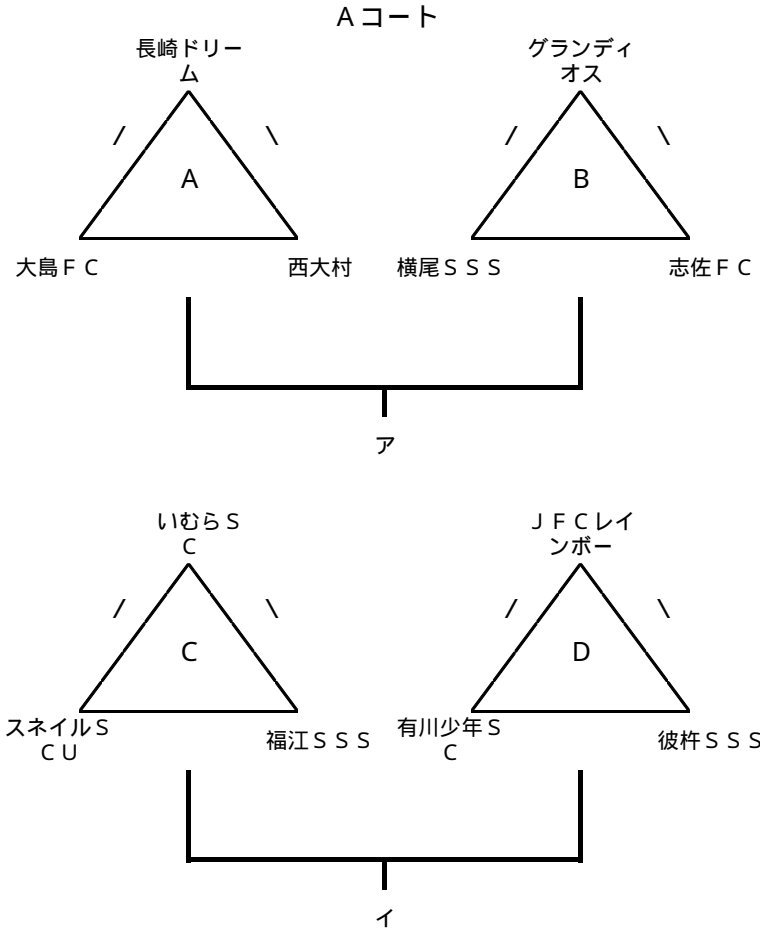 Aコート
長崎ドリー
ム
グランディ
オス
/
\
/
\
A
B
大島ＦＣ
西大村
横尾ＳＳＳ
志佐ＦＣ
ア
いむらＳ
Ｃ
ＪＦＣレイ
ンボー
/
\
/
\
C
D
スネイルＳ
ＣＵ
福江ＳＳＳ
有川少年Ｓ
Ｃ
彼杵ＳＳＳ
イ